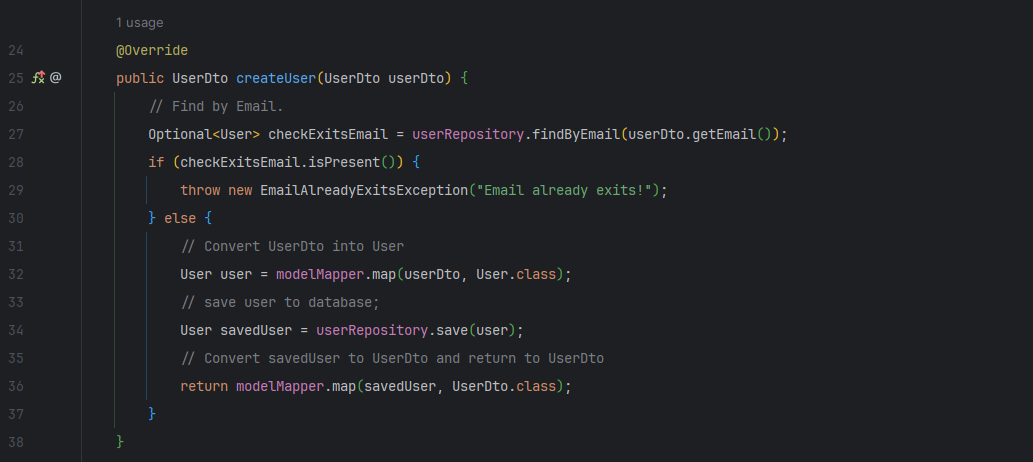 1 usage
24 @Override
25 @ public UserDto createUser(UserDto userDto) {
26 // Find by Email.
27 Optional<User> checkExitsEmail = userRepository.findByEmail(userDto.getEmail());
28 if (checkExitsEmail.isPresent()) {
29 throw new EmailAlreadyExitsException("Email already exits!");
30 } else {
31 // Convert UserDto into User
32 User user = modelMapper.map(userDto, User.class);
33 // save user to database;
34 User savedUser = userRepository.save(user);
35 // Convert savedUser to UserDto and return to UserDto
36 return modelMapper.map(savedUser, UserDto.class);
37 }
38 }